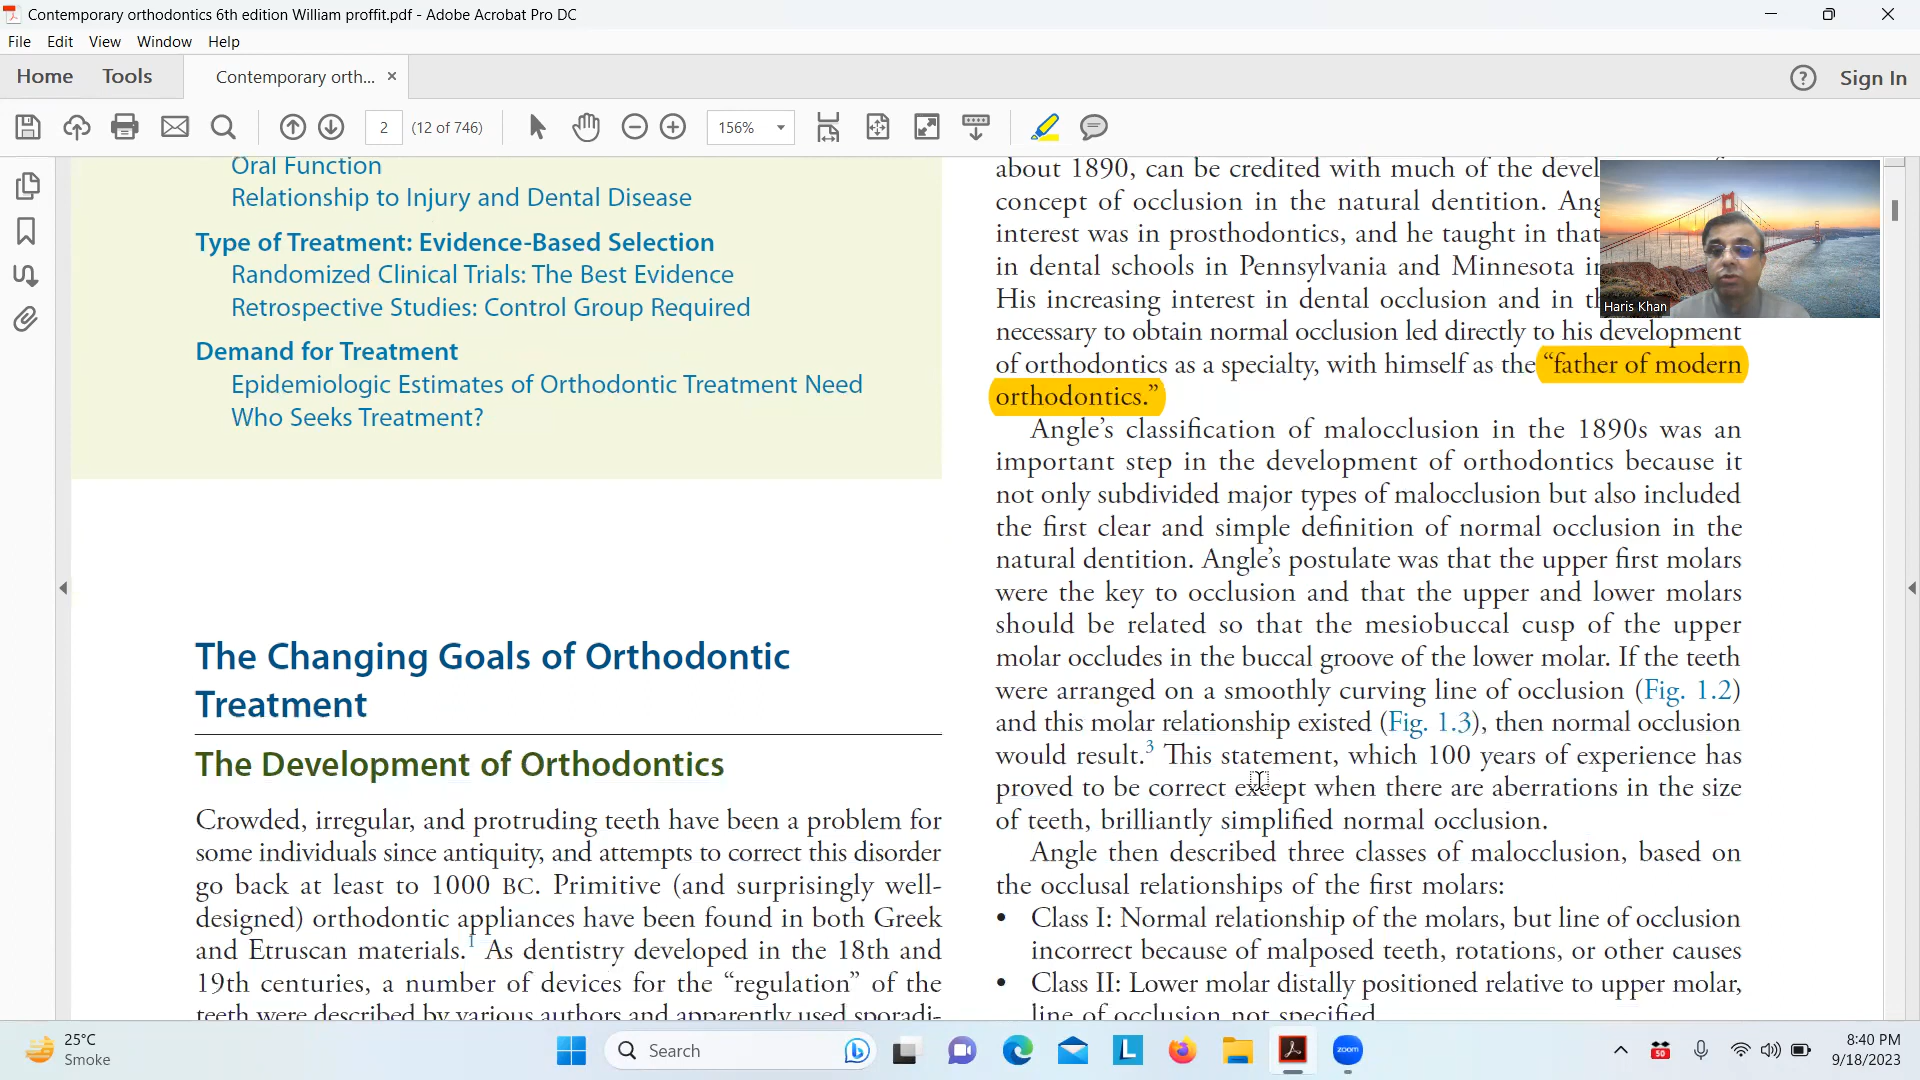 Contemporary orthodontics 6th edition William proffit.pdf - Adobe Acrobat Pro DC
File Edit View Window Help
Home Tools Contemporary orth... × Sign In
2 (12 of 746) 156%
Oral Function
Relationship to Injury and Dental Disease
Type of Treatment: Evidence-Based Selection
Randomized Clinical Trials: The Best Evidence
Retrospective Studies: Control Group Required
Demand for Treatment
Epidemiologic Estimates of Orthodontic Treatment Need
Who Seeks Treatment?
The Changing Goals of Orthodontic
Treatment
The Development of Orthodontics
Crowded, irregular, and protruding teeth have been a problem for
some individuals since antiquity, and attempts to correct this disorder
go back at least to 1000 BC. Primitive (and surprisingly well-
designed) orthodontic appliances have been found in both Greek
and Etruscan materials.1 As dentistry developed in the 18th and
19th centuries, a number of devices for the “regulation” of the
teeth were described by various authors and apparently used sporadi-
about 1890, can be credited with much of the
concept of occlusion in the natural dentition.
interest was in prosthodontics, and he taught in that
in dental schools in Pennsylvania and Minnesota
His increasing interest in dental occlusion and in
necessary to obtain normal occlusion led directly to his development
of orthodontics as a specialty, with himself as the “father of modern
orthodontics.”
Angle’s classification of malocclusion in the 1890s was an
important step in the development of orthodontics because it
not only subdivided major types of malocclusion but also included
the first clear and simple definition of normal occlusion in the
natural dentition. Angle’s postulate was that the upper first molars
were the key to occlusion and that the upper and lower molars
should be related so that the mesiobuccal cusp of the upper
molar occludes in the buccal groove of the lower molar. If the teeth
were arranged on a smoothly curving line of occlusion (Fig. 1.2)
and this molar relationship existed (Fig. 1.3), then normal occlusion
would result.3 This statement, which 100 years of experience has
proved to be correct except when there are aberrations in the size
of teeth, brilliantly simplified normal occlusion.
Angle then described three classes of malocclusion, based on
the occlusal relationships of the first molars:
• Class I: Normal relationship of the molars, but line of occlusion
incorrect because of malposed teeth, rotations, or other causes
• Class II: Lower molar distally positioned relative to upper molar,
line of occlusion not specified
Haris Khan
25°C
Smoke
Search
zoom
50
8:40 PM
9/18/2023